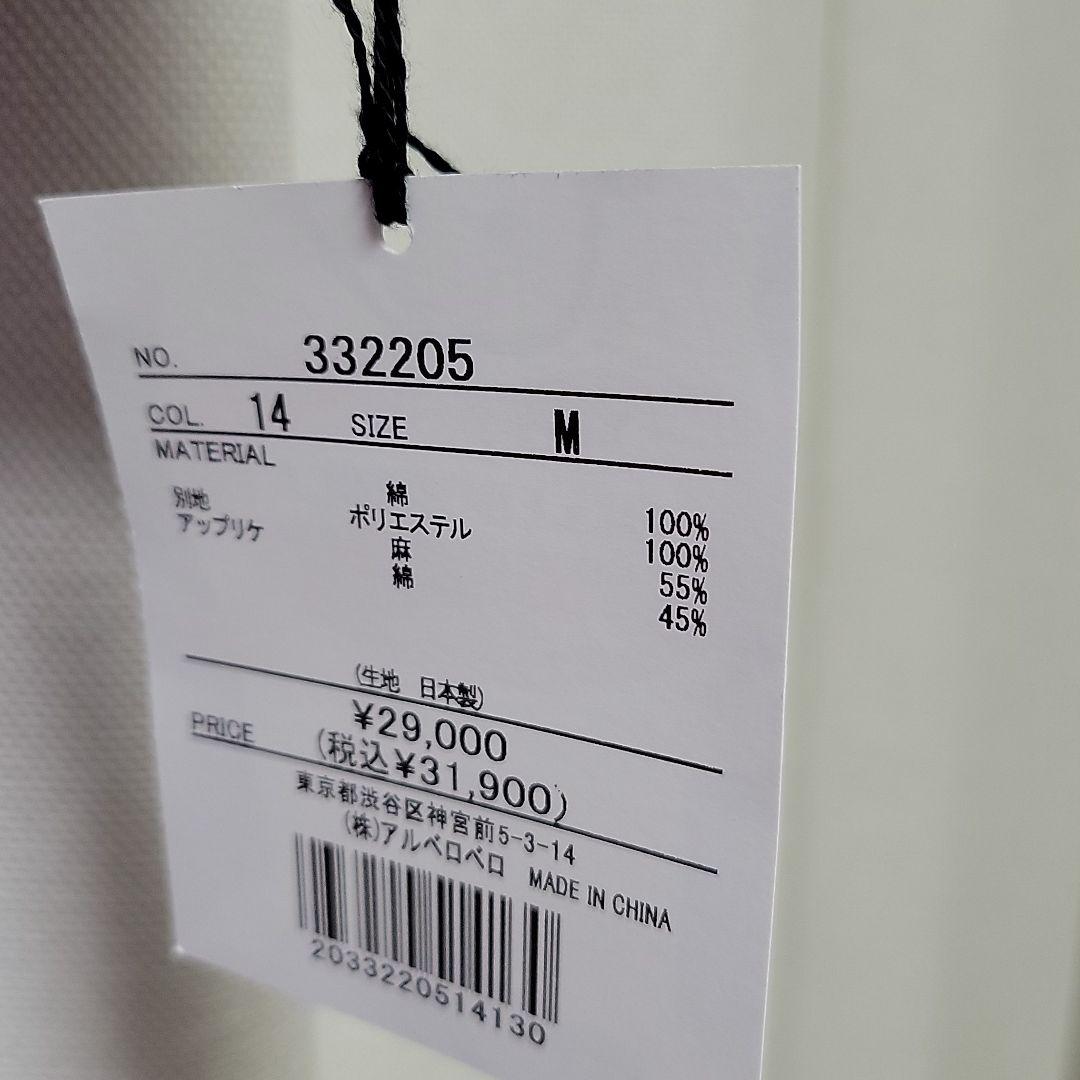 NO. 332205
COL. 14 SIZE M
MATERIAL
綿 100%
別地 ポリエステル 100%
アップリケ 麻 55%
綿 45%
(生地 日本製)
PRICE ¥29,000
(税込¥31,900)
東京都渋谷区神宮前5-3-14
(株)アルベロベロ MADE IN CHINA
2033220514130